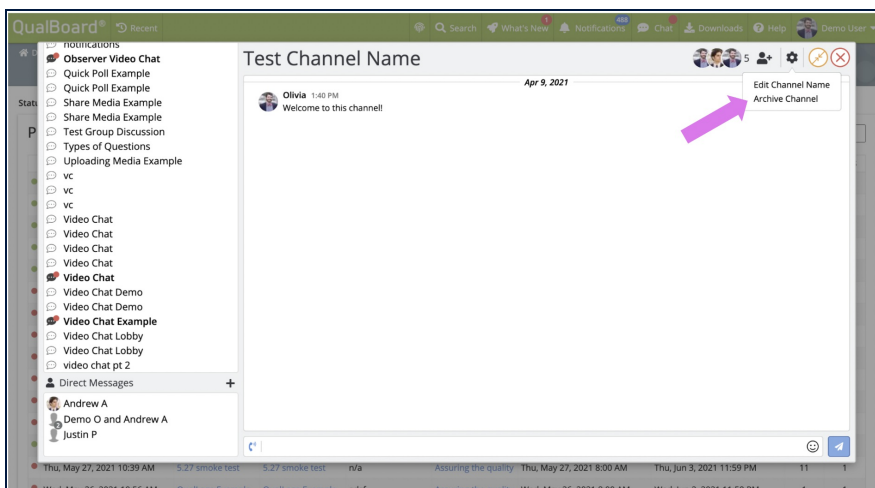 QualBoard® Recent Search What's New 1 Notifications 488 Chat Downloads Help Demo User
notifications
Observer Video Chat
Quick Poll Example
Quick Poll Example
Share Media Example
Share Media Example
Test Group Discussion
Types of Questions
Uploading Media Example
vc
vc
vc
Video Chat
Video Chat
Video Chat
Video Chat
Video Chat
Video Chat Demo
Video Chat Demo
Video Chat Example
Video Chat Lobby
Video Chat Lobby
video chat pt 2
Direct Messages +
Andrew A
2 Demo O and Andrew A
Justin P
Test Channel Name
5
Edit Channel Name
Archive Channel
Apr 9, 2021
Olivia 1:40 PM
Welcome to this channel!
Thu, May 27, 2021 10:39 AM 5.27 smoke test 5.27 smoke test n/a Assuring the quality Thu, May 27, 2021 8:00 AM Thu, Jun 3, 2021 11:59 PM 11 1